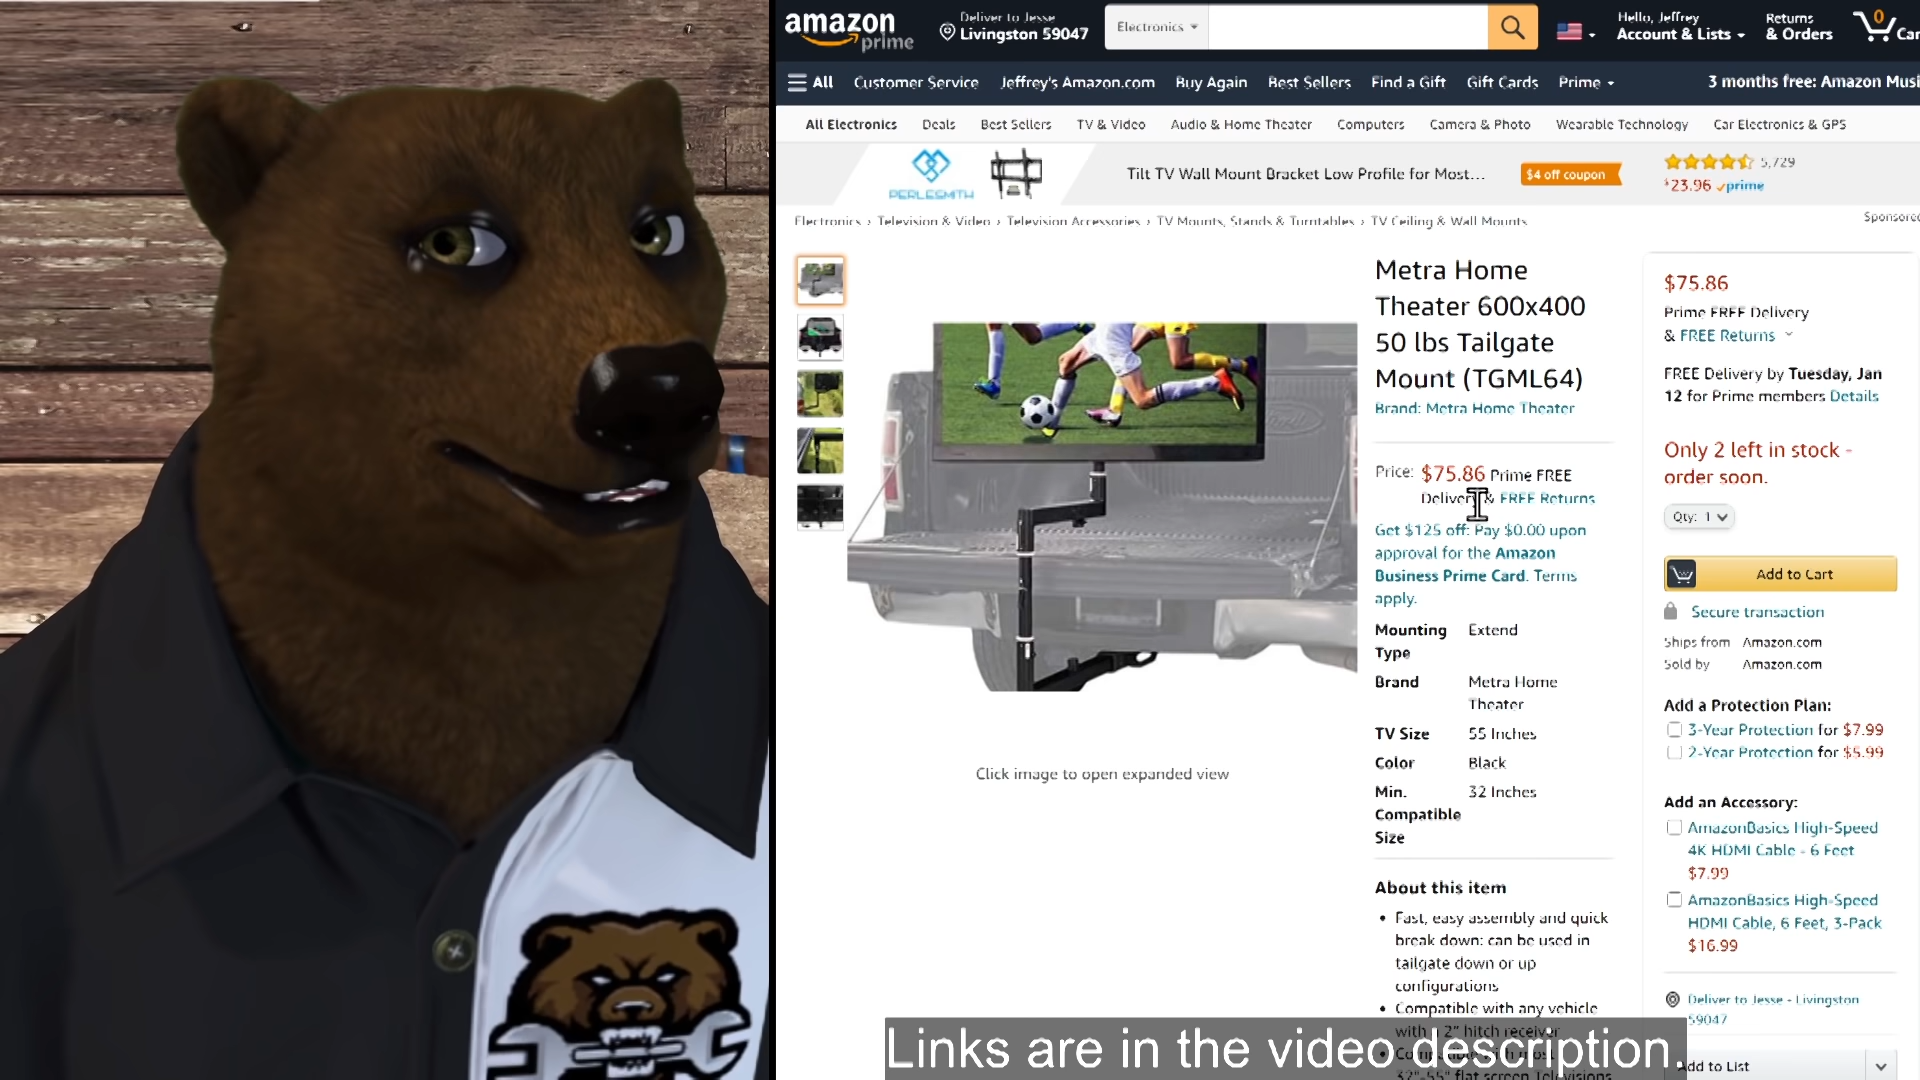 amazon
prime
Deliver to Jesse
Livingston 59047
Electronics
Hello, Jeffrey
Account & Lists
Returns
& Orders
0
Car
All
Customer Service
Jeffrey's Amazon.com
Buy Again
Best Sellers
Find a Gift
Gift Cards
Prime
3 months free: Amazon Musi
All Electronics
Deals
Best Sellers
TV & Video
Audio & Home Theater
Computers
Camera & Photo
Wearable Technology
Car Electronics & GPS
PERLESMITH
Tilt TV Wall Mount Bracket Low Profile for Most...
$4 off coupon
5,729
$23.96 prime
Electronics › Television & Video › Television Accessories › TV Mounts, Stands & Turntables › TV Ceiling & Wall Mounts
Sponsored
Click image to open expanded view
Metra Home
Theater 600x400
50 lbs Tailgate
Mount (TGML64)
Brand: Metra Home Theater
Price: $75.86 Prime FREE
Delivery & FREE Returns
Get $125 off: Pay $0.00 upon
approval for the Amazon
Business Prime Card. Terms
apply.
Mounting Extend
Type
Brand Metra Home
Theater
TV Size 55 Inches
Color Black
Min. 32 Inches
Compatible
Size
About this item
• Fast, easy assembly and quick
break down: can be used in
tailgate down or up
configurations
• Compatible with any vehicle
with a 2" hitch receiver
32"-55" flat screen Televisions
$75.86
Prime FREE Delivery
& FREE Returns
FREE Delivery by Tuesday, Jan
12 for Prime members Details
Only 2 left in stock -
order soon.
Qty: 1
Add to Cart
Secure transaction
Ships from Amazon.com
Sold by Amazon.com
Add a Protection Plan:
3-Year Protection for $7.99
2-Year Protection for $5.99
Add an Accessory:
AmazonBasics High-Speed
4K HDMI Cable - 6 Feet
$7.99
AmazonBasics High-Speed
HDMI Cable, 6 Feet, 3-Pack
$16.99
Deliver to Jesse - Livingston
59047
Add to List
Links are in the video description.